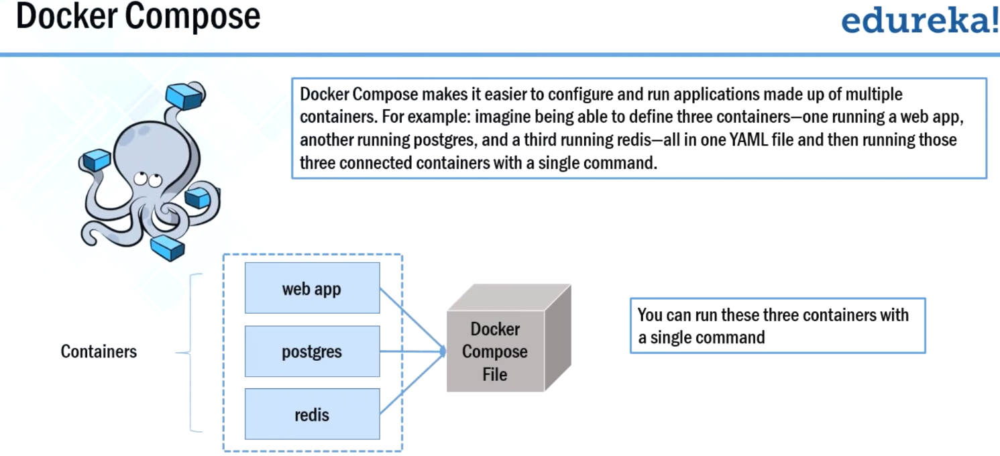 Docker Compose
edureka!
Docker Compose makes it easier to configure and run applications made up of multiple
containers. For example: imagine being able to define three containers—one running a web app,
another running postgres, and a third running redis—all in one YAML file and then running those
three connected containers with a single command.
Containers
web app
postgres
redis
Docker
Compose
File
You can run these three containers with
a single command